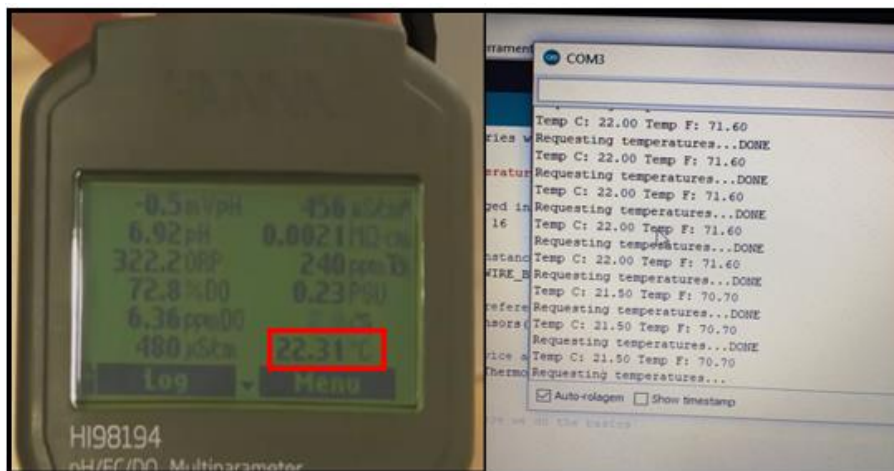 HANNA
-0.5 mVpH
456 µS/cmᴬ
6.92 pH
0.0021 MΩ·cm
322.2 ORP
240 ppm
72.8 %DO
0.23 PSU
6.36 ppmDO
480 µS/cm
22.31 °C
Log
Menu
HI98194
pH/EC/DO Multiparameter
COM3
Temp C: 22.00 Temp F: 71.60
Requesting temperatures...DONE
Temp C: 22.00 Temp F: 71.60
Requesting temperatures...DONE
Temp C: 22.00 Temp F: 71.60
Requesting temperatures...DONE
Temp C: 22.00 Temp F: 71.60
Requesting temperatures...DONE
Temp C: 22.00 Temp F: 71.60
Requesting temperatures...DONE
Temp C: 21.50 Temp F: 70.70
Requesting temperatures...DONE
Temp C: 21.50 Temp F: 70.70
Requesting temperatures...DONE
Temp C: 21.50 Temp F: 70.70
Requesting temperatures...
Auto-rolagem
Show timestamp